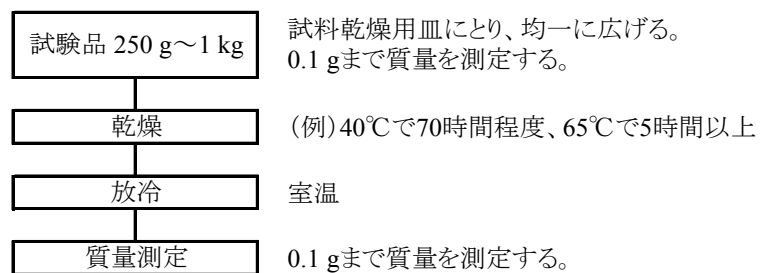 試験品 250 g～1 kg
試料乾燥用皿にとり、均一に広げる。
0.1 gまで質量を測定する。
乾燥
（例）40℃で70時間程度、65℃で5時間以上
放冷
室温
質量測定
0.1 gまで質量を測定する。